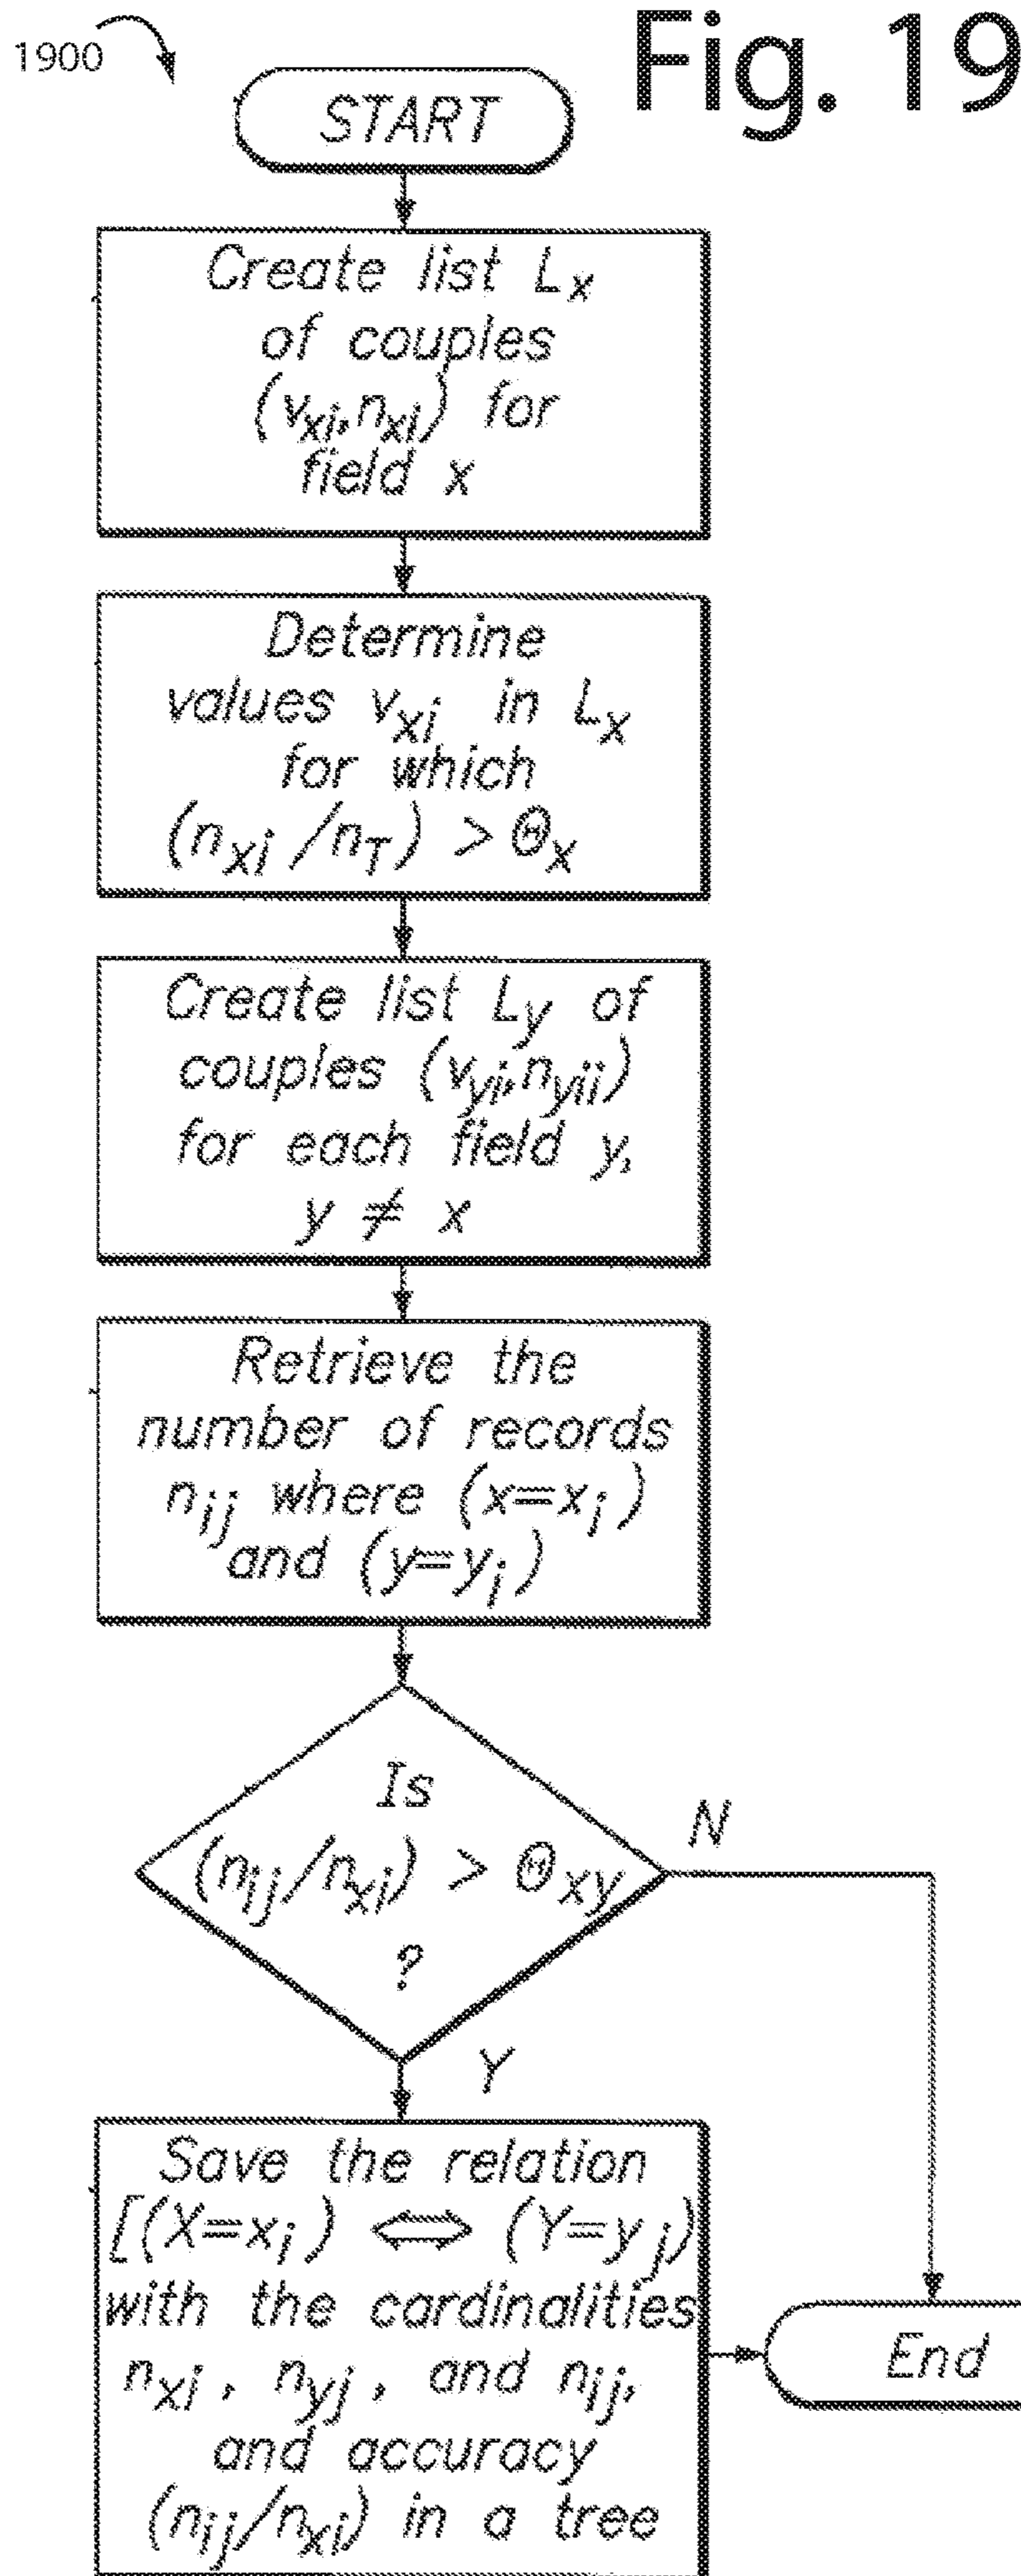 1900
Fig. 19
START
Create list Lx
of couples
(vxi, nxi) for
field x
Determine
values vxi in Lx
for which
(nxi /nT) > Θx
Create list Ly of
couples (vyi, nyii)
for each field y,
y ≠ x
Retrieve the
number of records
nij where (x=xi)
and (y=yi)
Is
(nij/nxi) > Θxy
?
N
Y
Save the relation
[(X=xi) ⇔ (Y=yj)
with the cardinalities
nxi, nyj, and nij,
and accuracy
(nij/nxi) in a tree
End